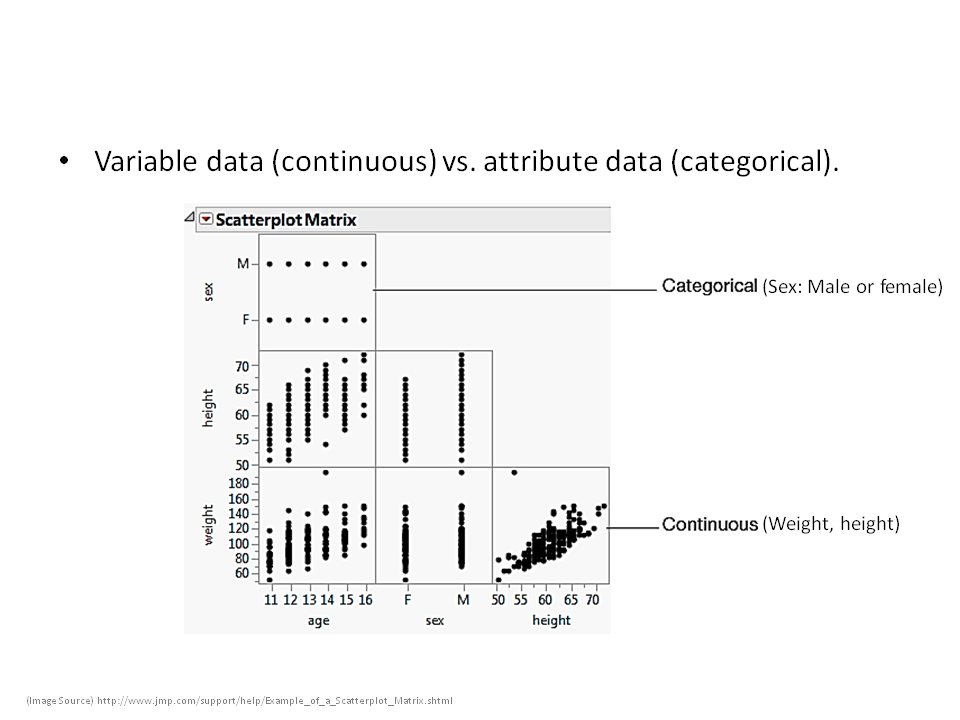 • Variable data (continuous) vs. attribute data (categorical).
Scatterplot Matrix
M
sex
F
Categorical (Sex: Male or female)
70
65
height
60
55
50
180
160
140
weight
120
100
80
60
Continuous (Weight, height)
11 12 13 14 15 16 F M 50 55 60 65 70
age sex height
(Image Source) http://www.jmp.com/support/help/Example_of_a_Scatterplot_Matrix.shtml